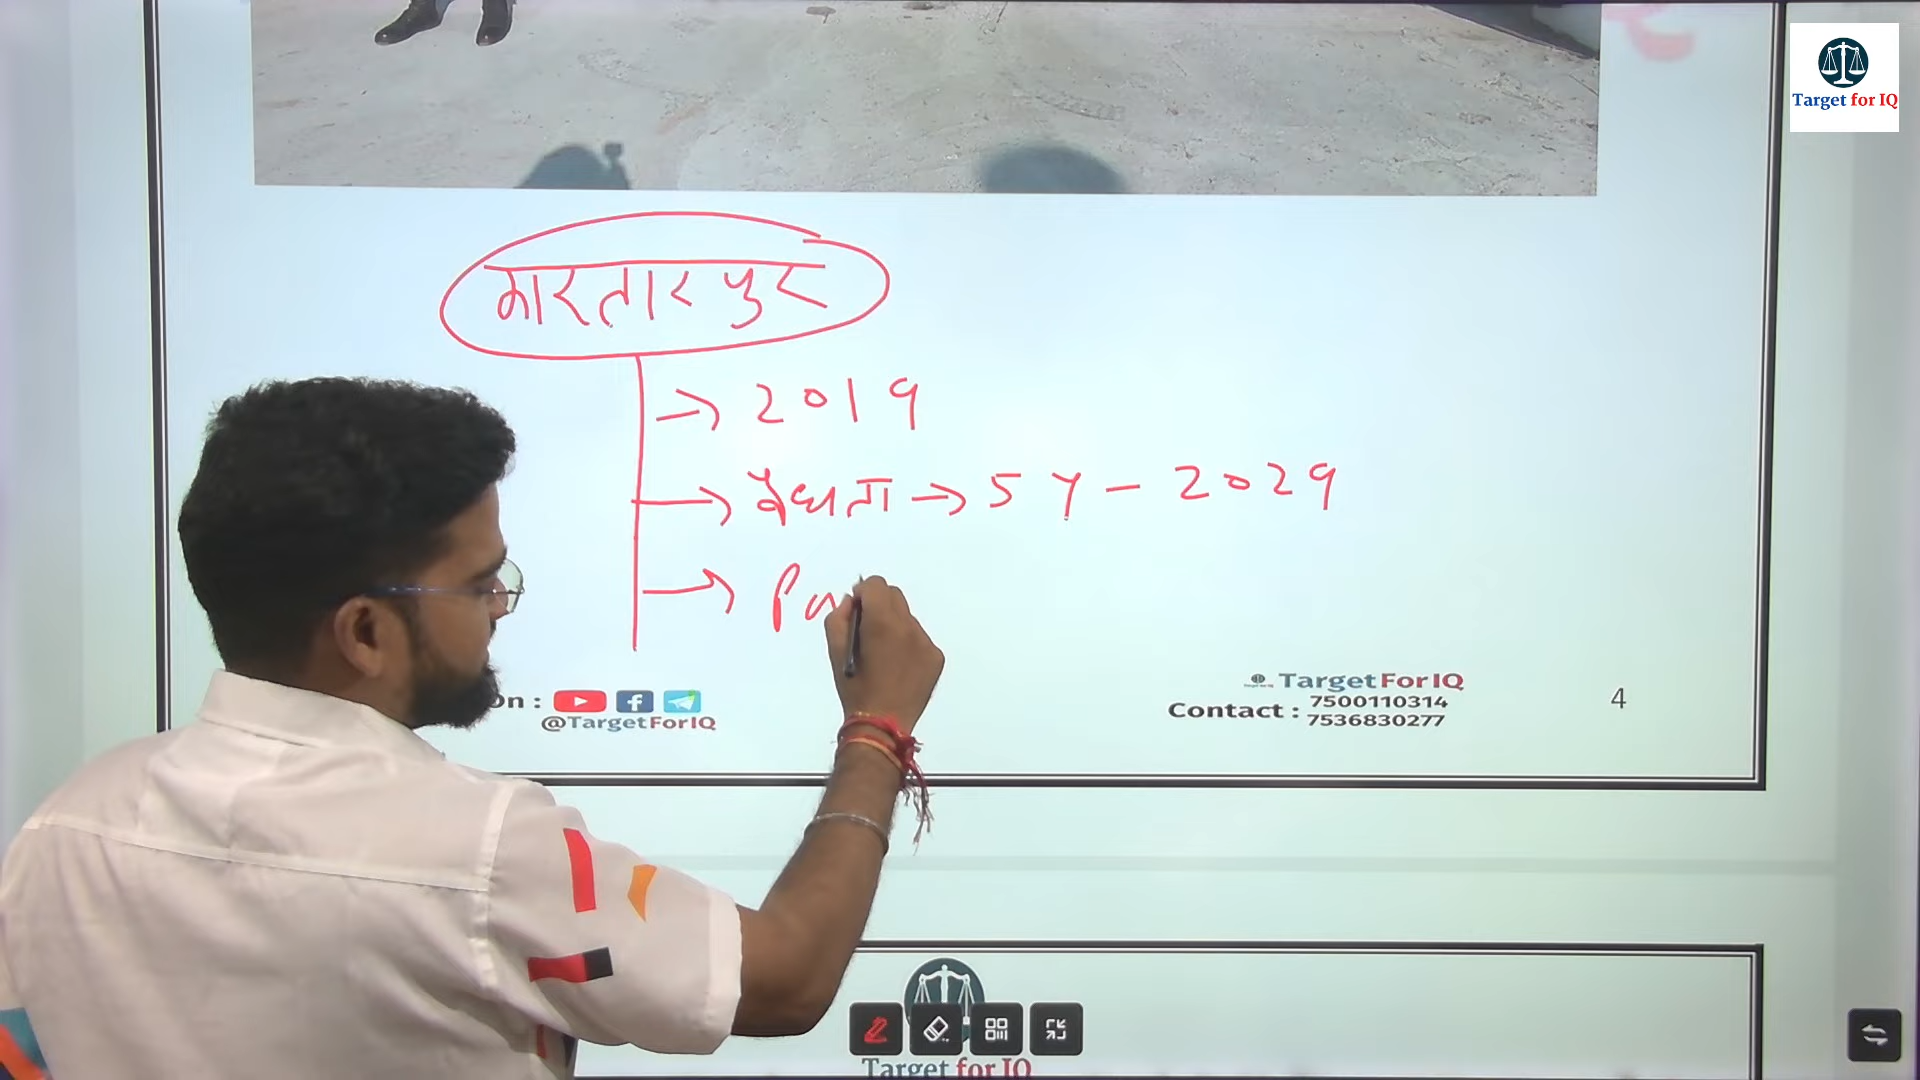 Target for IQ
कारतारपुर
→ 2019
→ वैधता → 5 Y - 2029
→ Pa
On :
@TargetForIQ
TargetForIQ
Contact : 7500110314
7536830277
4
Target for IQ